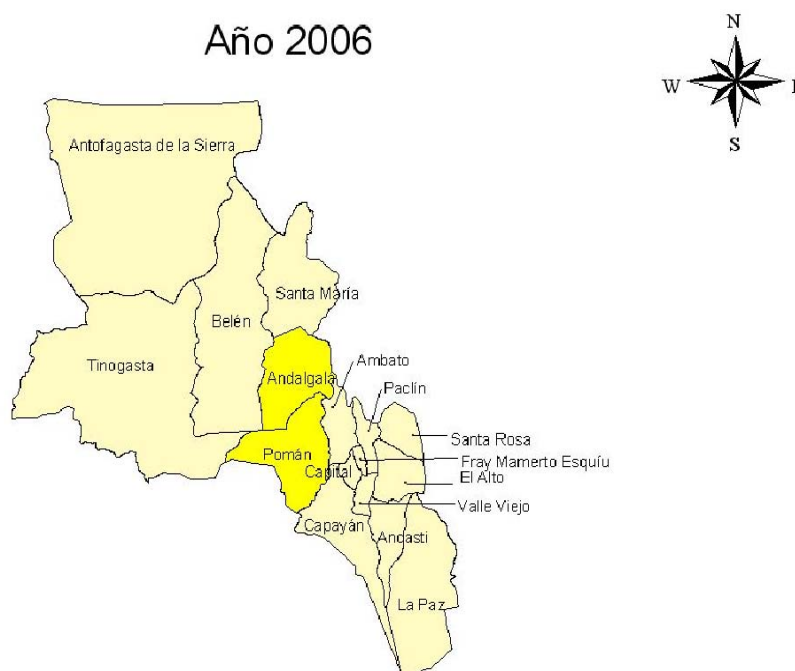 Año 2006
N
W
E
S
Antofagasta de la Sierra
Santa María
Belén
Tinogasta
Ambato
Andalgala
Paclín
Santa Rosa
Pomán
Fray Mamerto Esquíu
Capital
El Alto
Valle Viejo
Capayán
Ancasti
La Paz